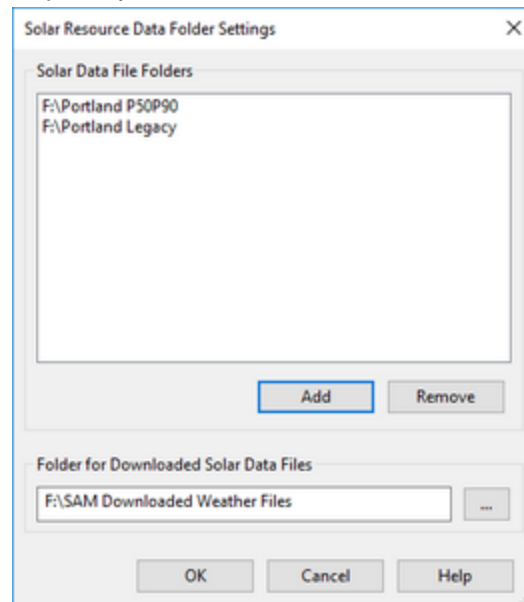 Solar Resource Data Folder Settings
Solar Data File Folders
F:\Portland P50P90
F:\Portland Legacy
Add
Remove
Folder for Downloaded Solar Data Files
F:\SAM Downloaded Weather Files
...
OK
Cancel
Help